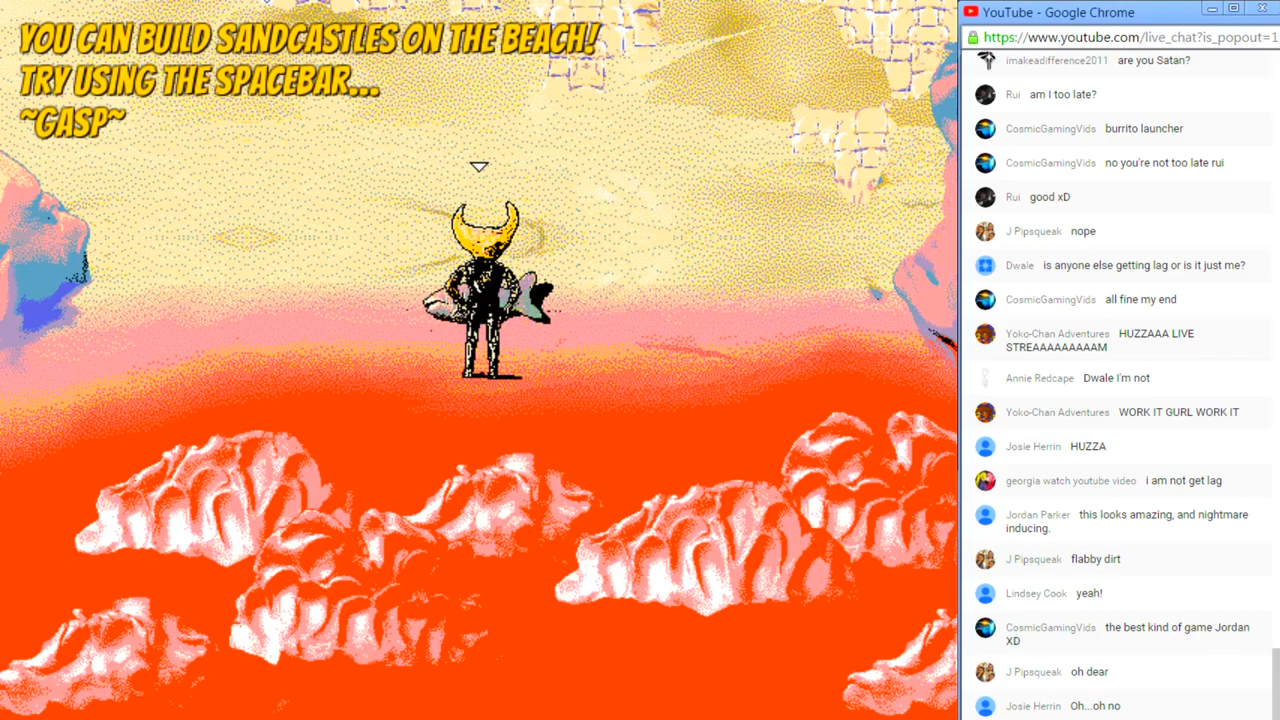 YOU CAN BUILD SANDCASTLES ON THE BEACH!
TRY USING THE SPACEBAR...
~GASP~
YouTube - Google Chrome
https://www.youtube.com/live_chat?is_popout=1
imakeadifference2011 are you Satan?
Rui am I too late?
CosmicGamingVids burrito launcher
CosmicGamingVids no you're not too late rui
Rui good xD
J Pipsqueak nope
Dwale is anyone else getting lag or is it just me?
CosmicGamingVids all fine my end
Yoko-Chan Adventures HUZZAAA LIVE
STREAAAAAAAAM
Annie Redcape Dwale I'm not
Yoko-Chan Adventures WORK IT GURL WORK IT
Josie Herrin HUZZA
georgia watch youtube video i am not get lag
Jordan Parker this looks amazing, and nightmare
inducing.
J Pipsqueak flabby dirt
Lindsey Cook yeah!
CosmicGamingVids the best kind of game Jordan
XD
J Pipsqueak oh dear
Josie Herrin Oh...oh no